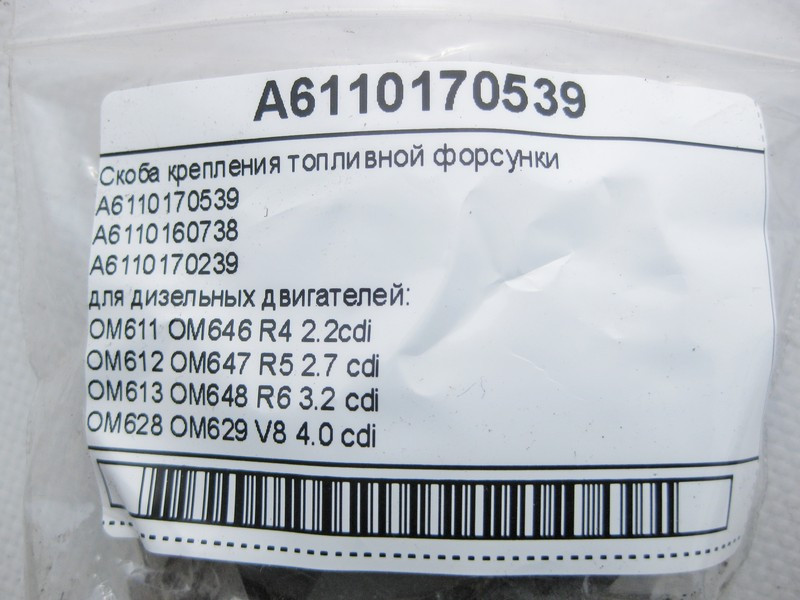 A6110170539
Скоба крепления топливной форсунки
A6110170539
A6110160738
A6110170239
для дизельных двигателей:
OM611 OM646 R4 2.2cdi
OM612 OM647 R5 2.7 cdi
OM613 OM648 R6 3.2 cdi
OM628 OM629 V8 4.0 cdi